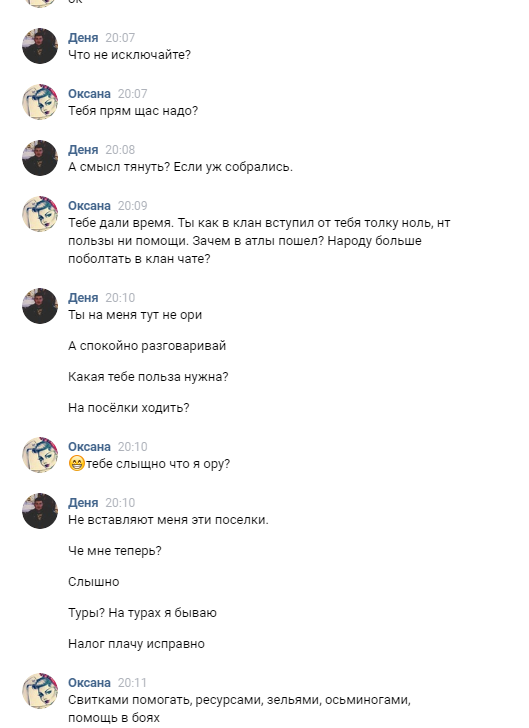 ок
Деня 20:07
Что не исключайте?
Оксана 20:07
Тебя прям щас надо?
Деня 20:08
А смысл тянуть? Если уж собрались.
Оксана 20:09
Тебе дали время. Ты как в клан вступил от тебя толку ноль, нт
пользы ни помощи. Зачем в атлы пошел? Народу больше
поболтать в клан чате?
Деня 20:10
Ты на меня тут не ори
А спокойно разговаривай
Какая тебе польза нужна?
На посёлки ходить?
Оксана 20:10
😁тебе слыщно что я ору?
Деня 20:10
Не вставляют меня эти поселки.
Че мне теперь?
Слышно
Туры? На турах я бываю
Налог плачу исправно
Оксана 20:11
Свитками помогать, ресурсами, зельями, осьминогами,
помощь в боях